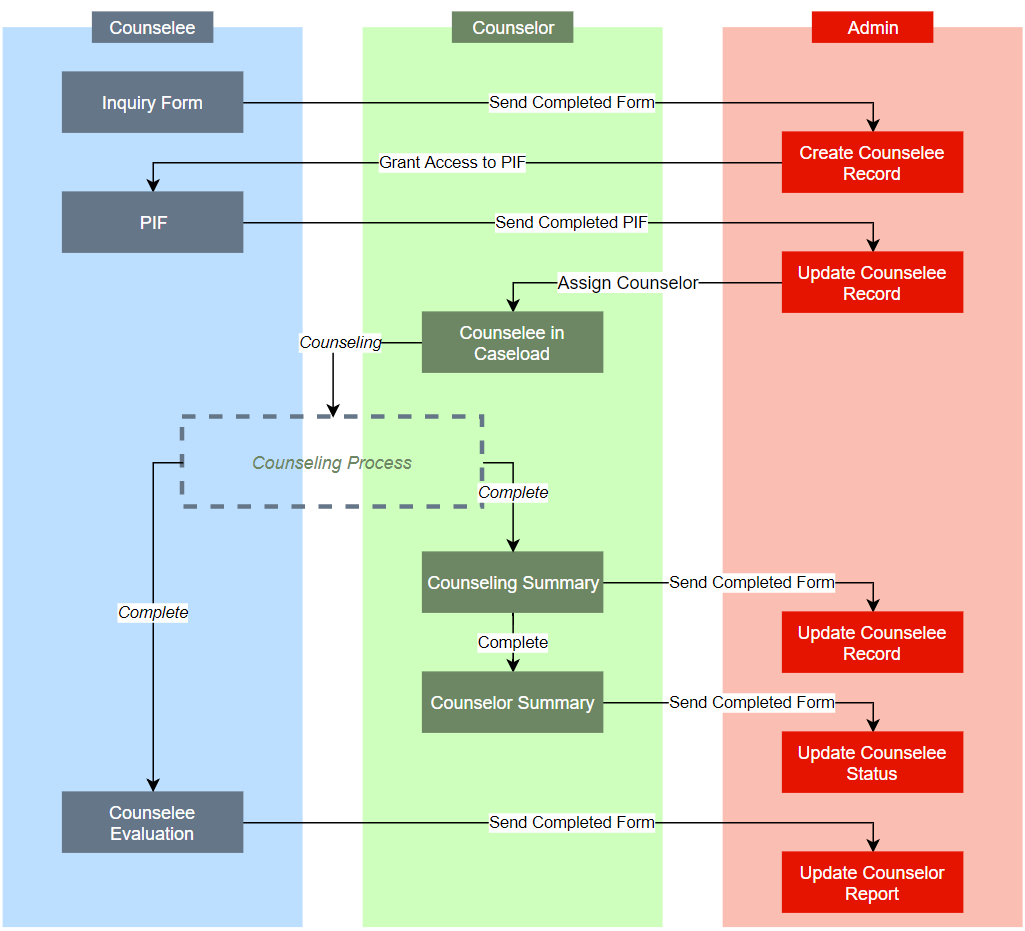 Counselee
Counselor
Admin
Inquiry Form
Send Completed Form
Create Counselee
Record
Grant Access to PIF
PIF
Send Completed PIF
Update Counselee
Record
Assign Counselor
Counselee in
Caseload
Counseling
Counseling Process
Complete
Counseling Summary
Send Completed Form
Complete
Update Counselee
Record
Complete
Counselor Summary
Send Completed Form
Update Counselee
Status
Counselee
Evaluation
Send Completed Form
Update Counselor
Report